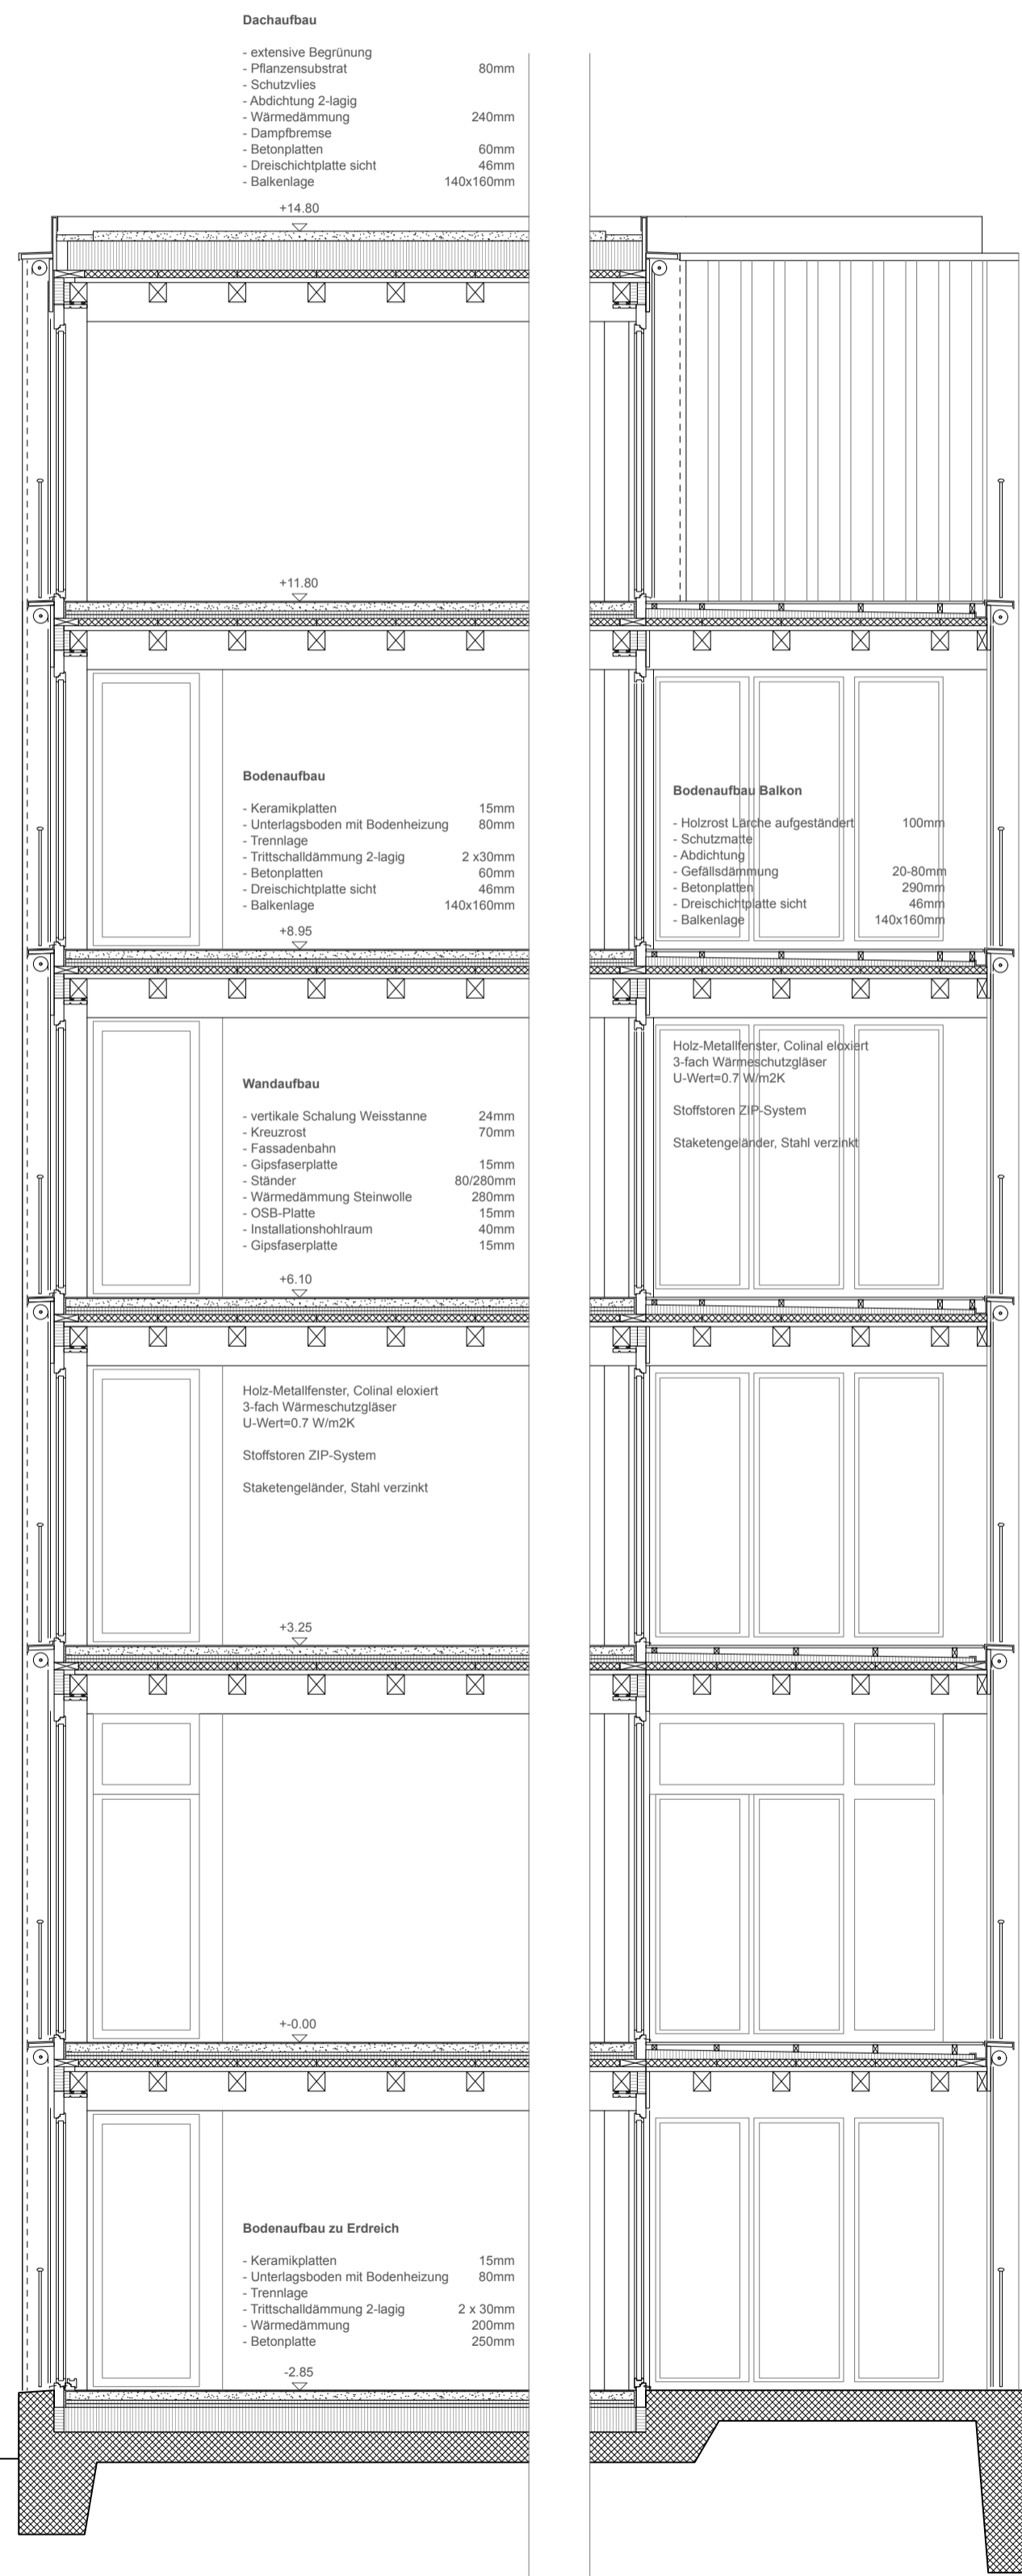 Dachaufbau
- extensive Begrünung
- Pflanzensubstrat 80mm
- Schutzvlies
- Abdichtung 2-lagig
- Wärmedämmung 240mm
- Dampfbremse
- Betonplatten 60mm
- Dreischichtplatte sicht 46mm
- Balkenlage 140x160mm
+14.80
+11.80
Bodenaufbau
- Keramikplatten 15mm
- Unterlagsboden mit Bodenheizung 80mm
- Trennlage
- Trittschalldämmung 2-lagig 2 x30mm
- Betonplatten 60mm
- Dreischichtplatte sicht 46mm
- Balkenlage 140x160mm
+8.95
Bodenaufbau Balkon
- Holzrost Lärche aufgeständert 100mm
- Schutzmatte
- Abdichtung
- Gefällsdämmung 20-80mm
- Betonplatten 290mm
- Dreischichtplatte sicht 46mm
- Balkenlage 140x160mm
Wandaufbau
- vertikale Schalung Weisstanne 24mm
- Kreuzrost 70mm
- Fassadenbahn
- Gipsfaserplatte 15mm
- Ständer 80/280mm
- Wärmedämmung Steinwolle 280mm
- OSB-Platte 15mm
- Installationshohlraum 40mm
- Gipsfaserplatte 15mm
+6.10
Holz-Metallfenster, Colinal eloxiert
3-fach Wärmeschutzgläser
U-Wert=0.7 W/m2K
Stoffstoren ZIP-System
Staketengeländer, Stahl verzinkt
Holz-Metallfenster, Colinal eloxiert
3-fach Wärmeschutzgläser
U-Wert=0.7 W/m2K
Stoffstoren ZIP-System
Staketengeländer, Stahl verzinkt
+3.25
+-0.00
Bodenaufbau zu Erdreich
- Keramikplatten 15mm
- Unterlagsboden mit Bodenheizung 80mm
- Trennlage
- Trittschalldämmung 2-lagig 2 x 30mm
- Wärmedämmung 200mm
- Betonplatte 250mm
-2.85